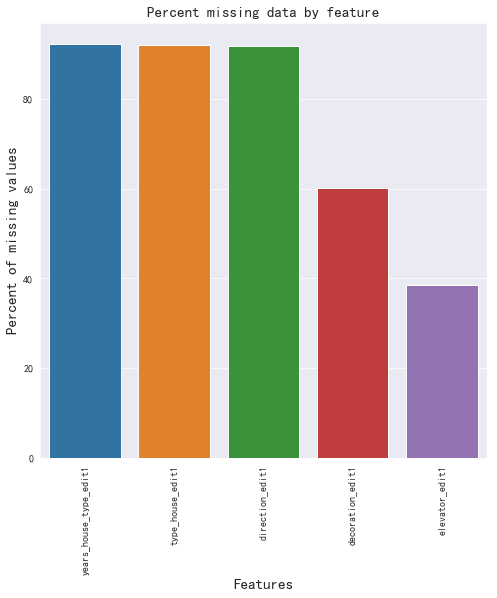 Percent missing data by feature
Percent of missing values
80
60
40
20
0
years_house_type_edit1
type_house_edit1
direction_edit1
decoration_edit1
elevator_edit1
Features